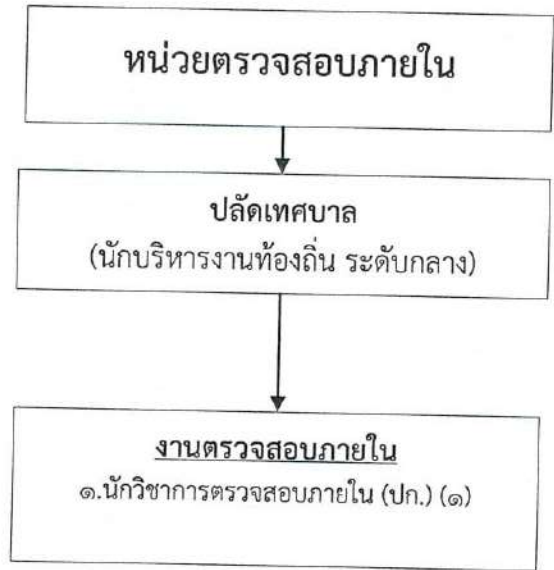 หน่วยตรวจสอบภายใน
ปลัดเทศบาล
(นักบริหารงานท้องถิ่น ระดับกลาง)
งานตรวจสอบภายใน
๑.นักวิชาการตรวจสอบภายใน (ปก.) (๑)